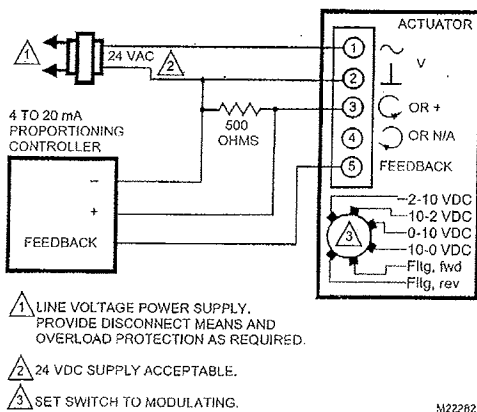 ACTUATOR
1
24 VAC
2
1
V
2
3
OR +
4
OR N/A
5
FEEDBACK
500
OHMS
4 TO 20 mA
PROPORTIONING
CONTROLLER
–
+
FEEDBACK
2-10 VDC
10-2 VDC
0-10 VDC
10-0 VDC
Fltg, fwd
Fltg, rev
3
1 LINE VOLTAGE POWER SUPPLY.
PROVIDE DISCONNECT MEANS AND
OVERLOAD PROTECTION AS REQUIRED.
2 24 VDC SUPPLY ACCEPTABLE.
3 SET SWITCH TO MODULATING.
M22282